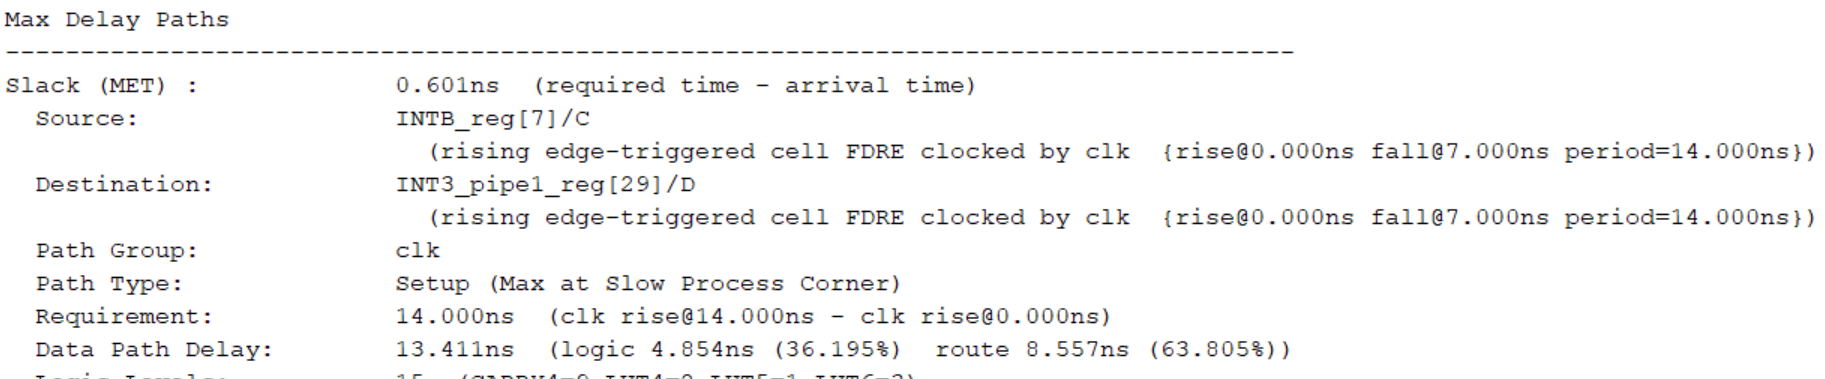 Max Delay Paths
--------------------------------------------------------------------------------------
Slack (MET) : 0.601ns (required time - arrival time)
Source: INTB_reg[7]/C
(rising edge-triggered cell FDRE clocked by clk {rise@0.000ns fall@7.000ns period=14.000ns})
Destination: INT3_pipe1_reg[29]/D
(rising edge-triggered cell FDRE clocked by clk {rise@0.000ns fall@7.000ns period=14.000ns})
Path Group: clk
Path Type: Setup (Max at Slow Process Corner)
Requirement: 14.000ns (clk rise@14.000ns - clk rise@0.000ns)
Data Path Delay: 13.411ns (logic 4.854ns (36.195%) route 8.557ns (63.805%))